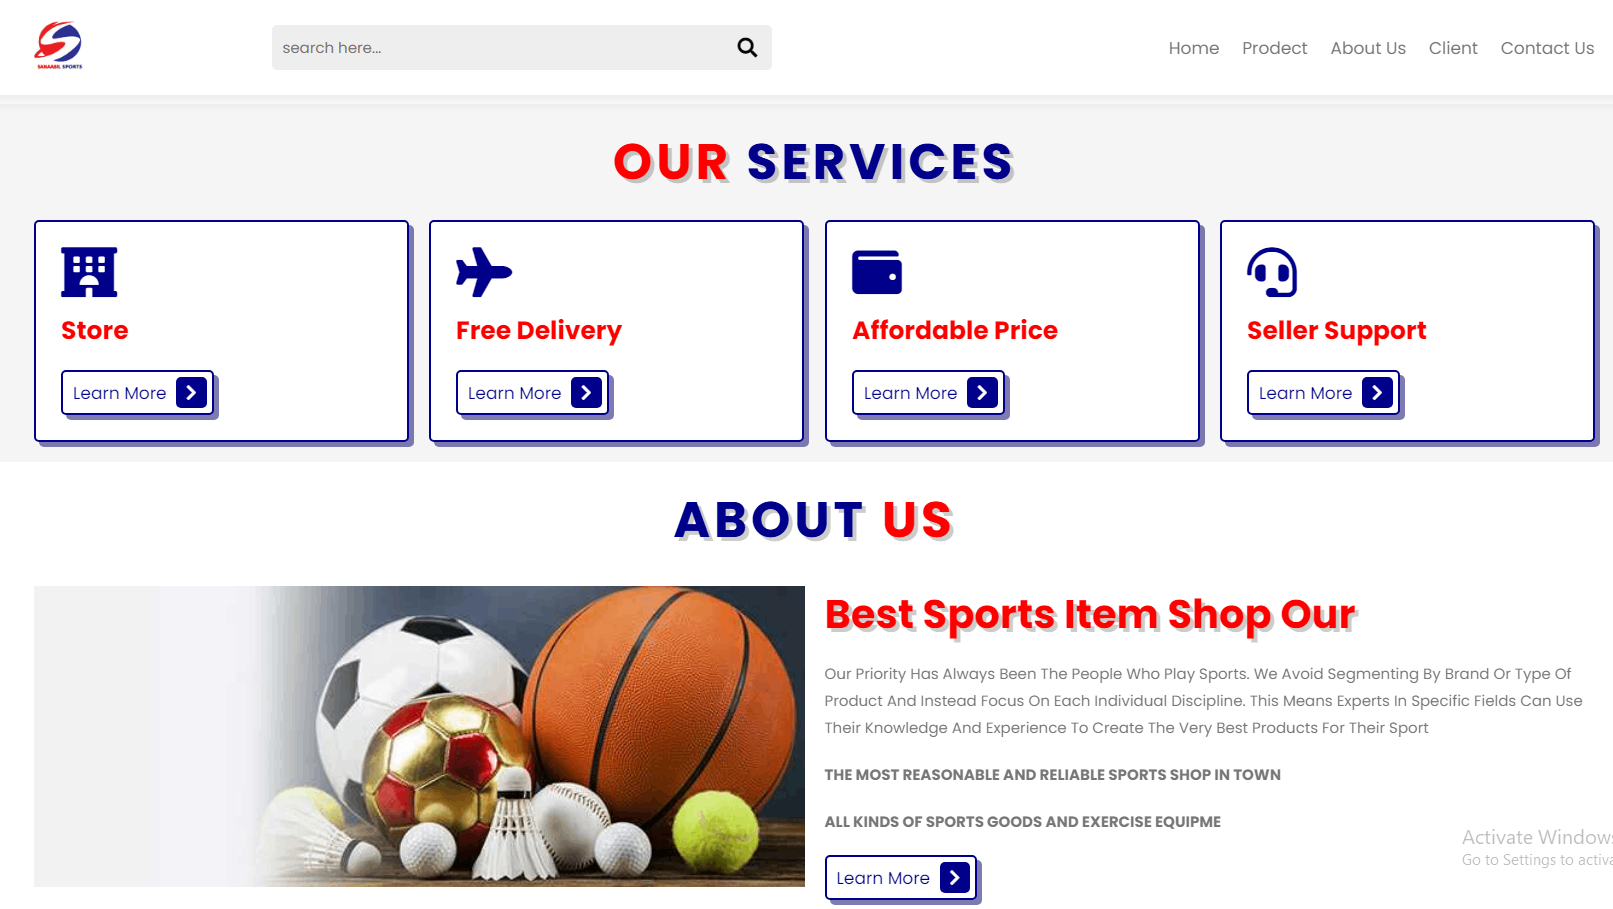 SANAABIL SPORTS
search here...
Home Prodect About Us Client Contact Us
OUR SERVICES
Store
Free Delivery
Affordable Price
Seller Support
Learn More
Learn More
Learn More
Learn More
ABOUT US
Best Sports Item Shop Our
Our Priority Has Always Been The People Who Play Sports. We Avoid Segmenting By Brand Or Type Of
Product And Instead Focus On Each Individual Discipline. This Means Experts In Specific Fields Can Use
Their Knowledge And Experience To Create The Very Best Products For Their Sport
THE MOST REASONABLE AND RELIABLE SPORTS SHOP IN TOWN
ALL KINDS OF SPORTS GOODS AND EXERCISE EQUIPME
Learn More
Activate Windows
Go to Settings to activa